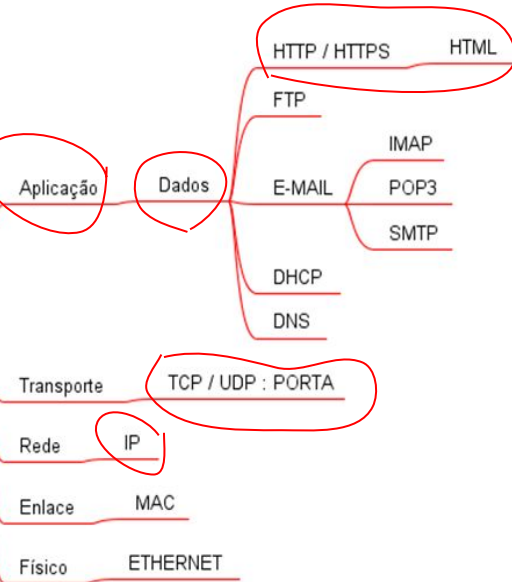 HTTP / HTTPS HTML
FTP
IMAP
Aplicação Dados E-MAIL POP3
SMTP
DHCP
DNS
Transporte TCP / UDP : PORTA
Rede IP
Enlace MAC
Físico ETHERNET